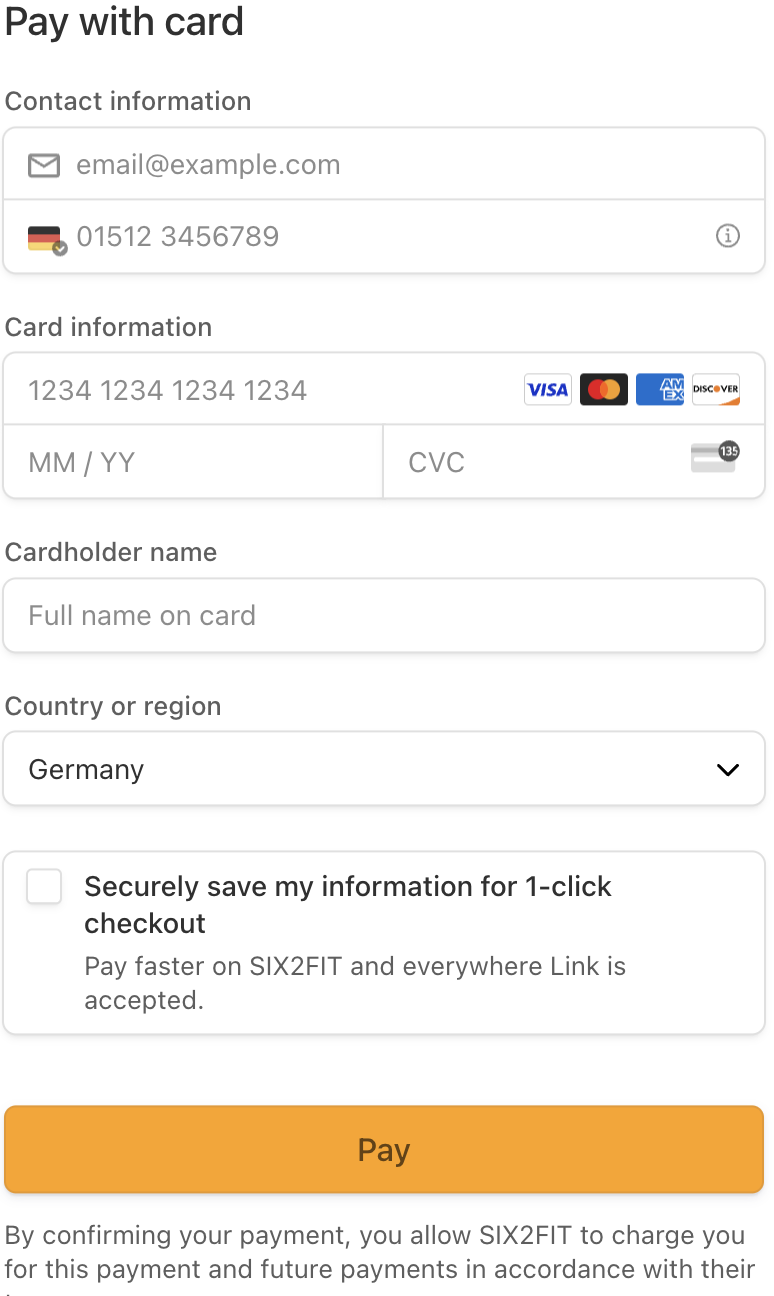 Pay with card
Contact information
email@example.com
01512 3456789
Card information
1234 1234 1234 1234 VISA AM EX DISCOVER
MM / YY CVC 135
Cardholder name
Full name on card
Country or region
Germany
Securely save my information for 1-click
checkout
Pay faster on SIX2FIT and everywhere Link is
accepted.
Pay
By confirming your payment, you allow SIX2FIT to charge you
for this payment and future payments in accordance with their